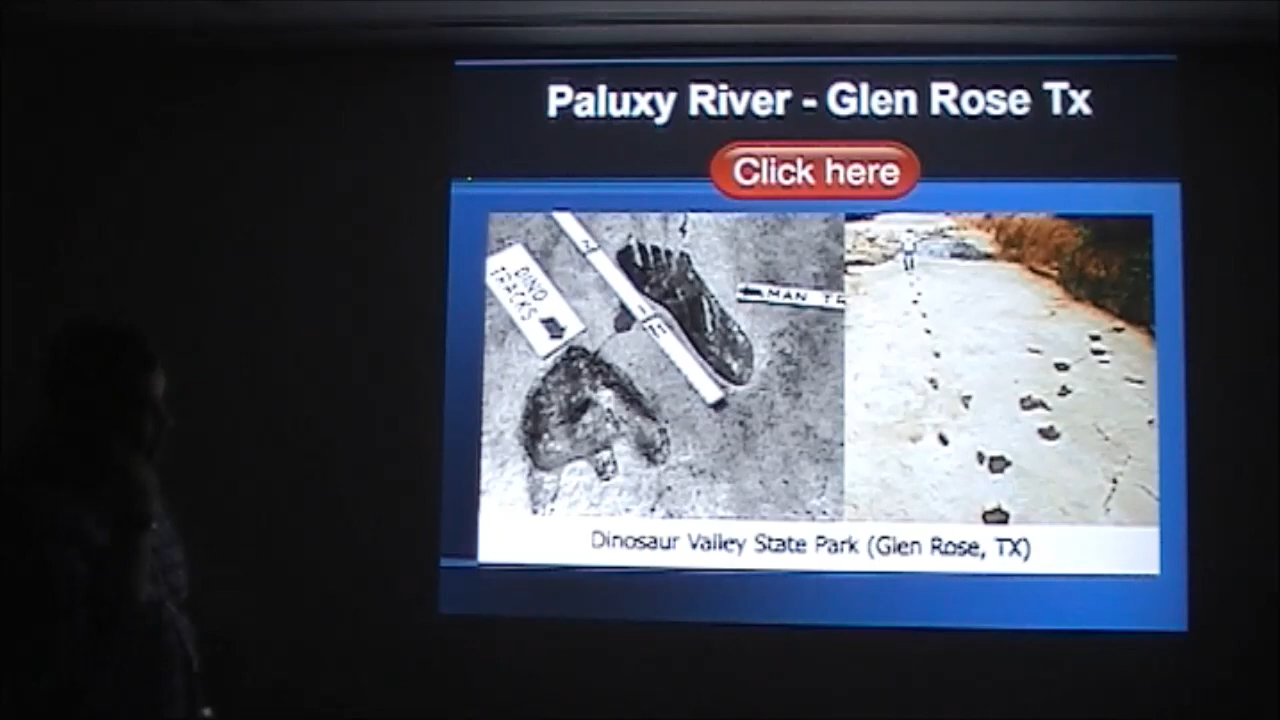 Paluxy River - Glen Rose Tx
Click here
DINO
TRACKS
MAN TR
Dinosaur Valley State Park (Glen Rose, TX)